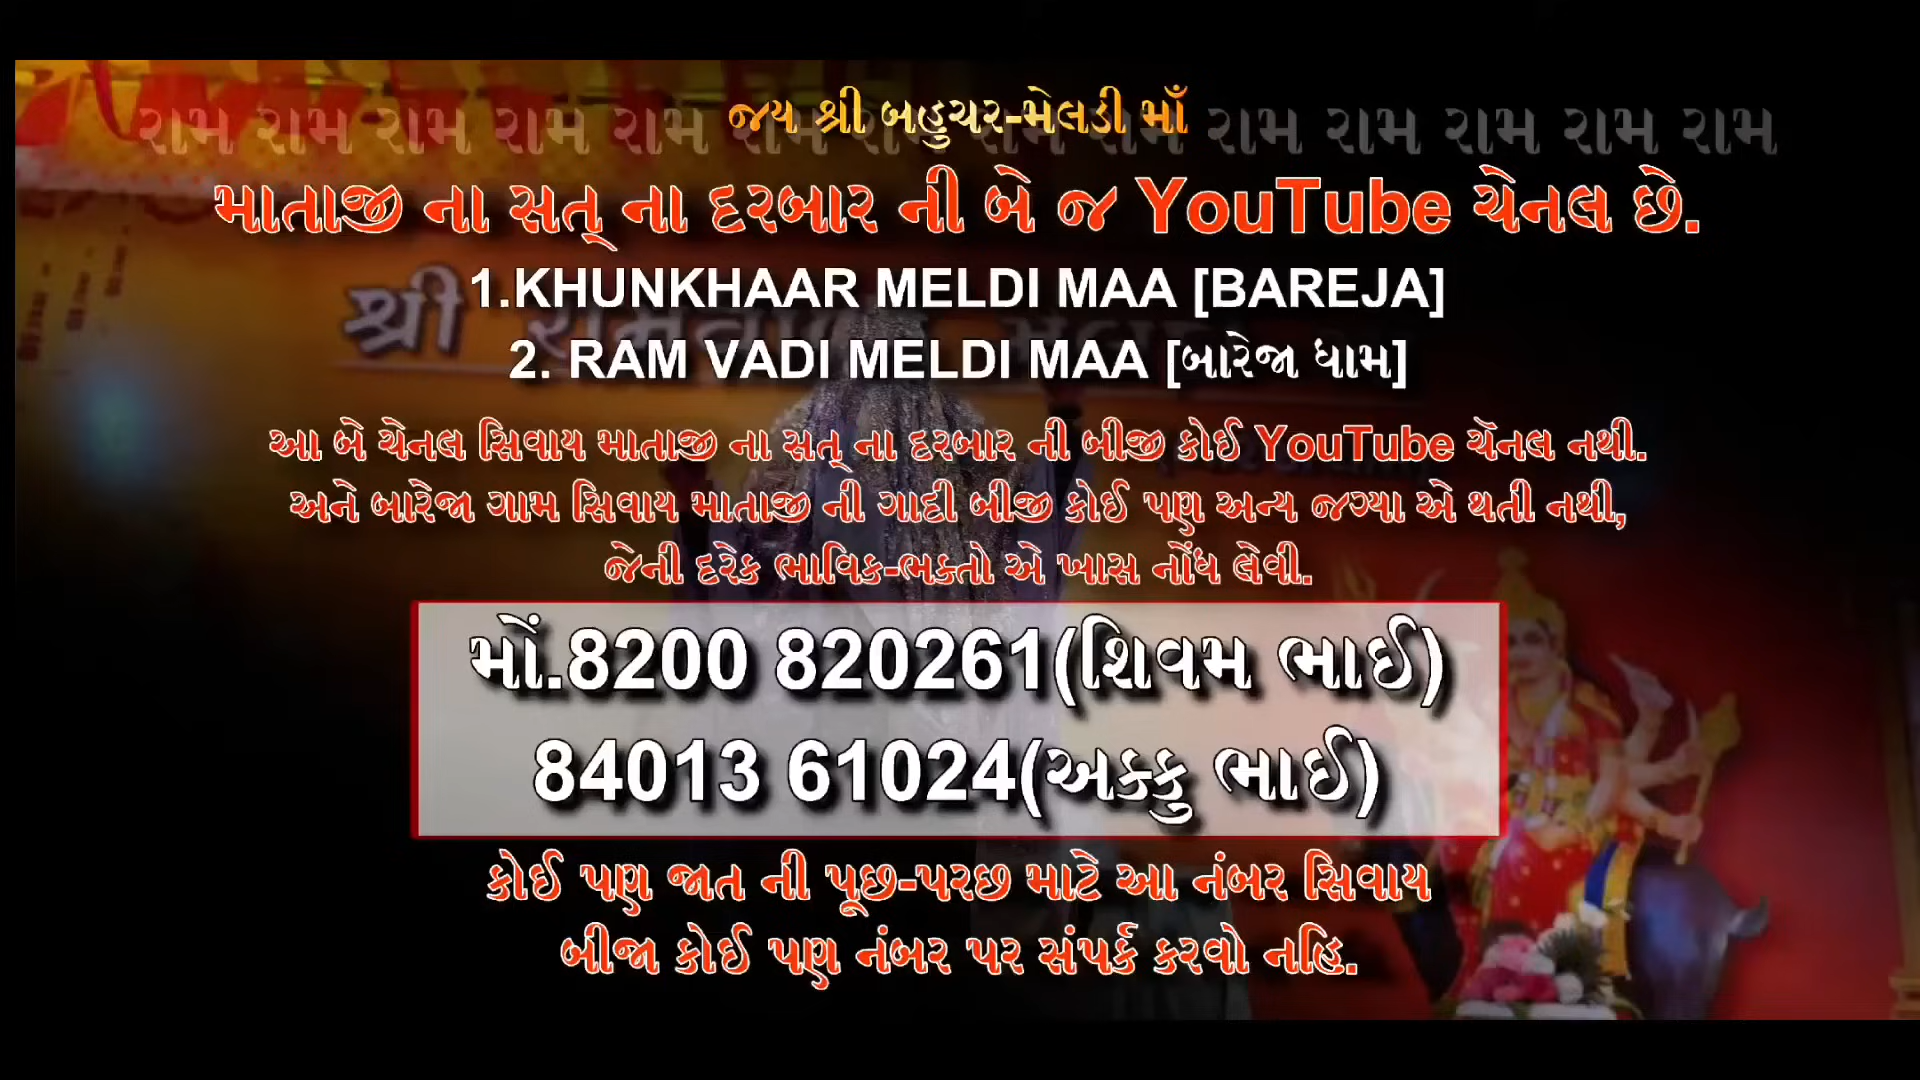 જય શ્રી બહુચર-મેલડી માઁ
રામ રામ રામ રામ રામ રામ રામ રામ રામ રામ રામ રામ રામ રામ
માતાજી ના સત્ ના દરબાર ની બે જ YouTube ચેનલ છે.
1.KHUNKHAAR MELDI MAA [BAREJA]
શ્રી
2. RAM VADI MELDI MAA [બારેજા ધામ]
આ બે ચેનલ સિવાય માતાજી ના સત્ ના દરબાર ની બીજી કોઈ YouTube ચૅનલ નથી.
અને બારેજા ગામ સિવાય માતાજી ની ગાદી બીજી કોઈ પણ અન્ય જગ્યા એ થતી નથી,
જેની દરેક ભાવિક-ભક્તો એ ખાસ નોંધ લેવી.
મોં.8200 820261(શિવમ ભાઈ)
84013 61024(અક્કુ ભાઈ)
કોઈ પણ જાત ની પૂછ-પરછ માટે આ નંબર સિવાય
બીજા કોઈ પણ નંબર પર સંપર્ક કરવો નહિ.